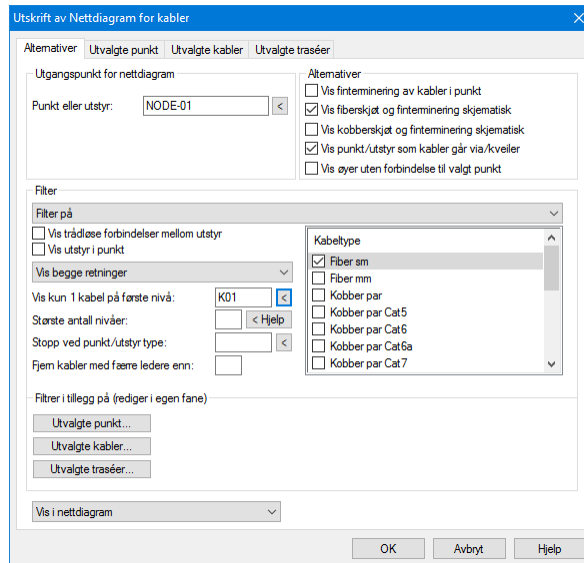 Utskrift av Nettdiagram for kabler
Alternativer
Utvalgte punkt
Utvalgte kabler
Utvalgte traséer
Utgangspunkt for nettdiagram
Punkt eller utstyr:
NODE-01
<
Alternativer
Vis finterminering av kabler i punkt
Vis fiberskjøt og finterminering skjematisk
Vis kobberskjøt og finterminering skjematisk
Vis punkt/utstyr som kabler går via/kveiler
Vis øyer uten forbindelse til valgt punkt
Filter
Filter på
Vis trådløse forbindelser mellom utstyr
Vis utstyr i punkt
Vis begge retninger
Vis kun 1 kabel på første nivå:
K01
<
Største antall nivåer:
< Hjelp
Stopp ved punkt/utstyr type:
<
Fjern kabler med færre ledere enn:
Kabeltype
Fiber sm
Fiber mm
Kobber par
Kobber par Cat5
Kobber par Cat6
Kobber par Cat6a
Kobber par Cat7
Filtrer i tillegg på (rediger i egen fane)
Utvalgte punkt...
Utvalgte kabler...
Utvalgte traséer...
Vis i nettdiagram
OK
Avbryt
Hjelp